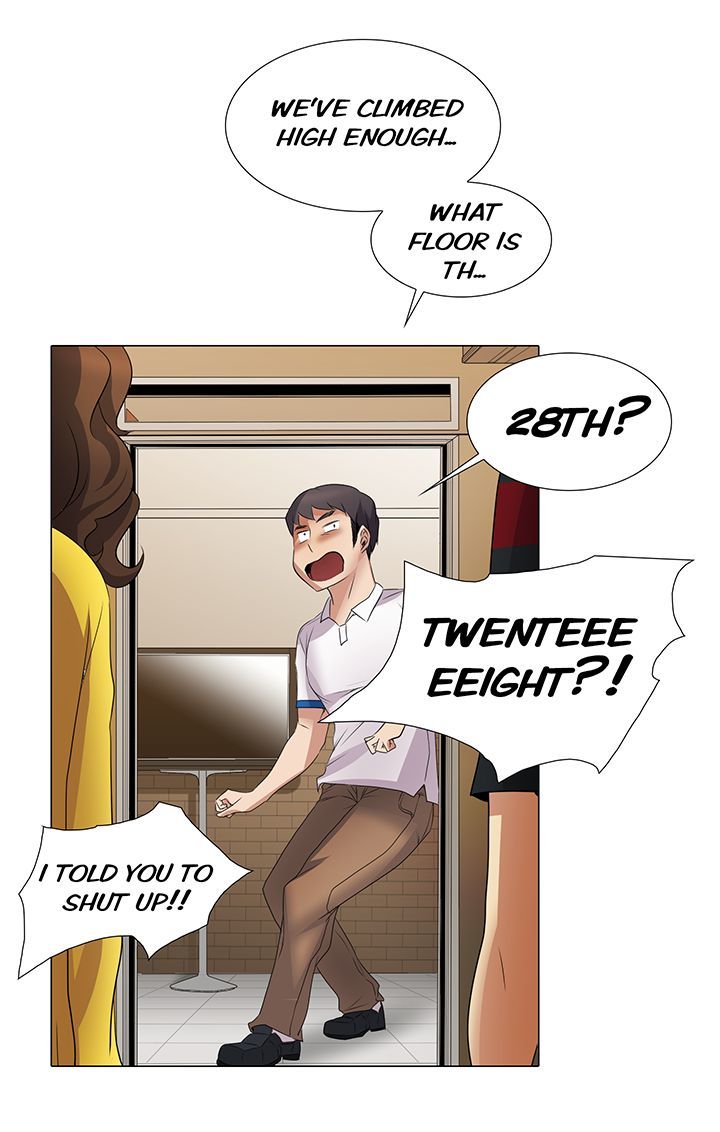 WE'VE CLIMBED
HIGH ENOUGH...
WHAT
FLOOR IS
TH...
28TH?
TWENTEEE
EEIGHT?!
I TOLD YOU TO
SHUT UP!!